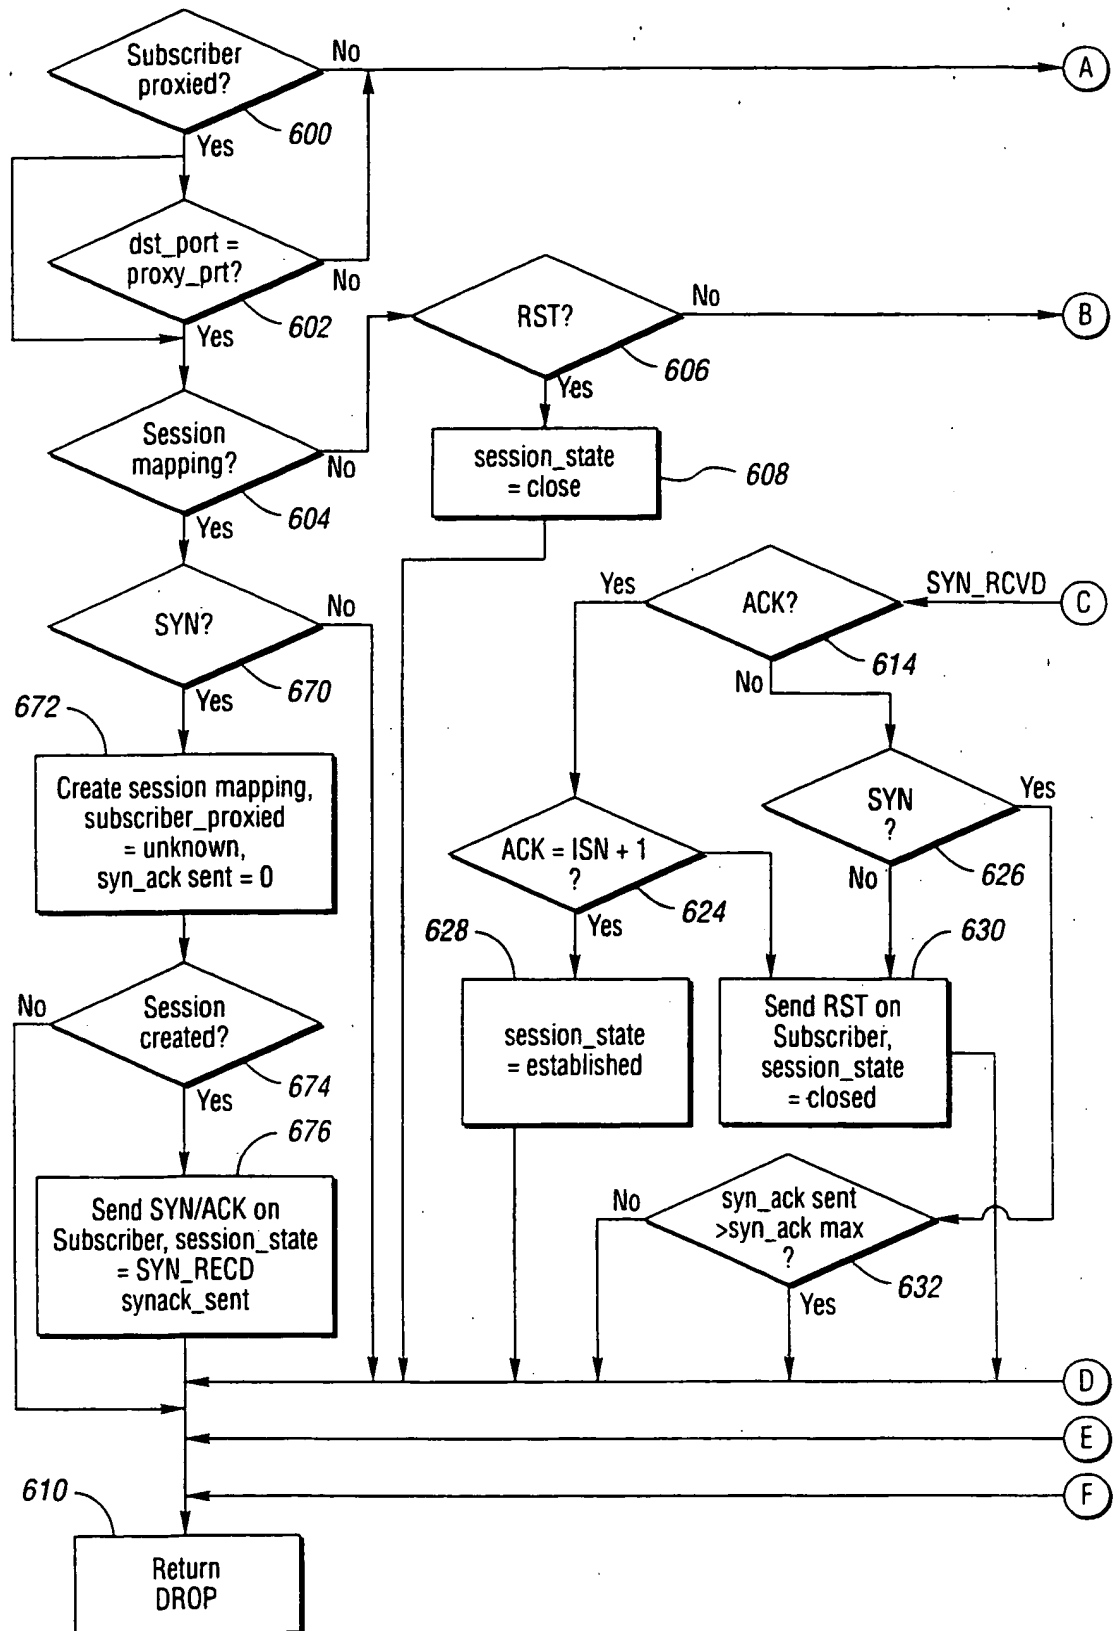 Subscriber
proxied?
No
A
600
Yes
dst_port =
proxy_prt?
No
602
Yes
RST?
No
B
606
Yes
Session
mapping?
No
604
Yes
session_state
= close
608
SYN?
No
670
Yes
Yes
ACK?
SYN_RCVD
C
614
No
672
Create session mapping,
subscriber_proxied
= unknown,
syn_ack sent = 0
SYN
?
Yes
626
No
ACK = ISN + 1
?
624
Yes
628
session_state
= established
630
Send RST on
Subscriber,
session_state
= closed
No
Session
created?
674
Yes
676
Send SYN/ACK on
Subscriber, session_state
= SYN_RECD
synack_sent
No
syn_ack sent
>syn_ack max
?
632
Yes
D
E
F
610
Return
DROP